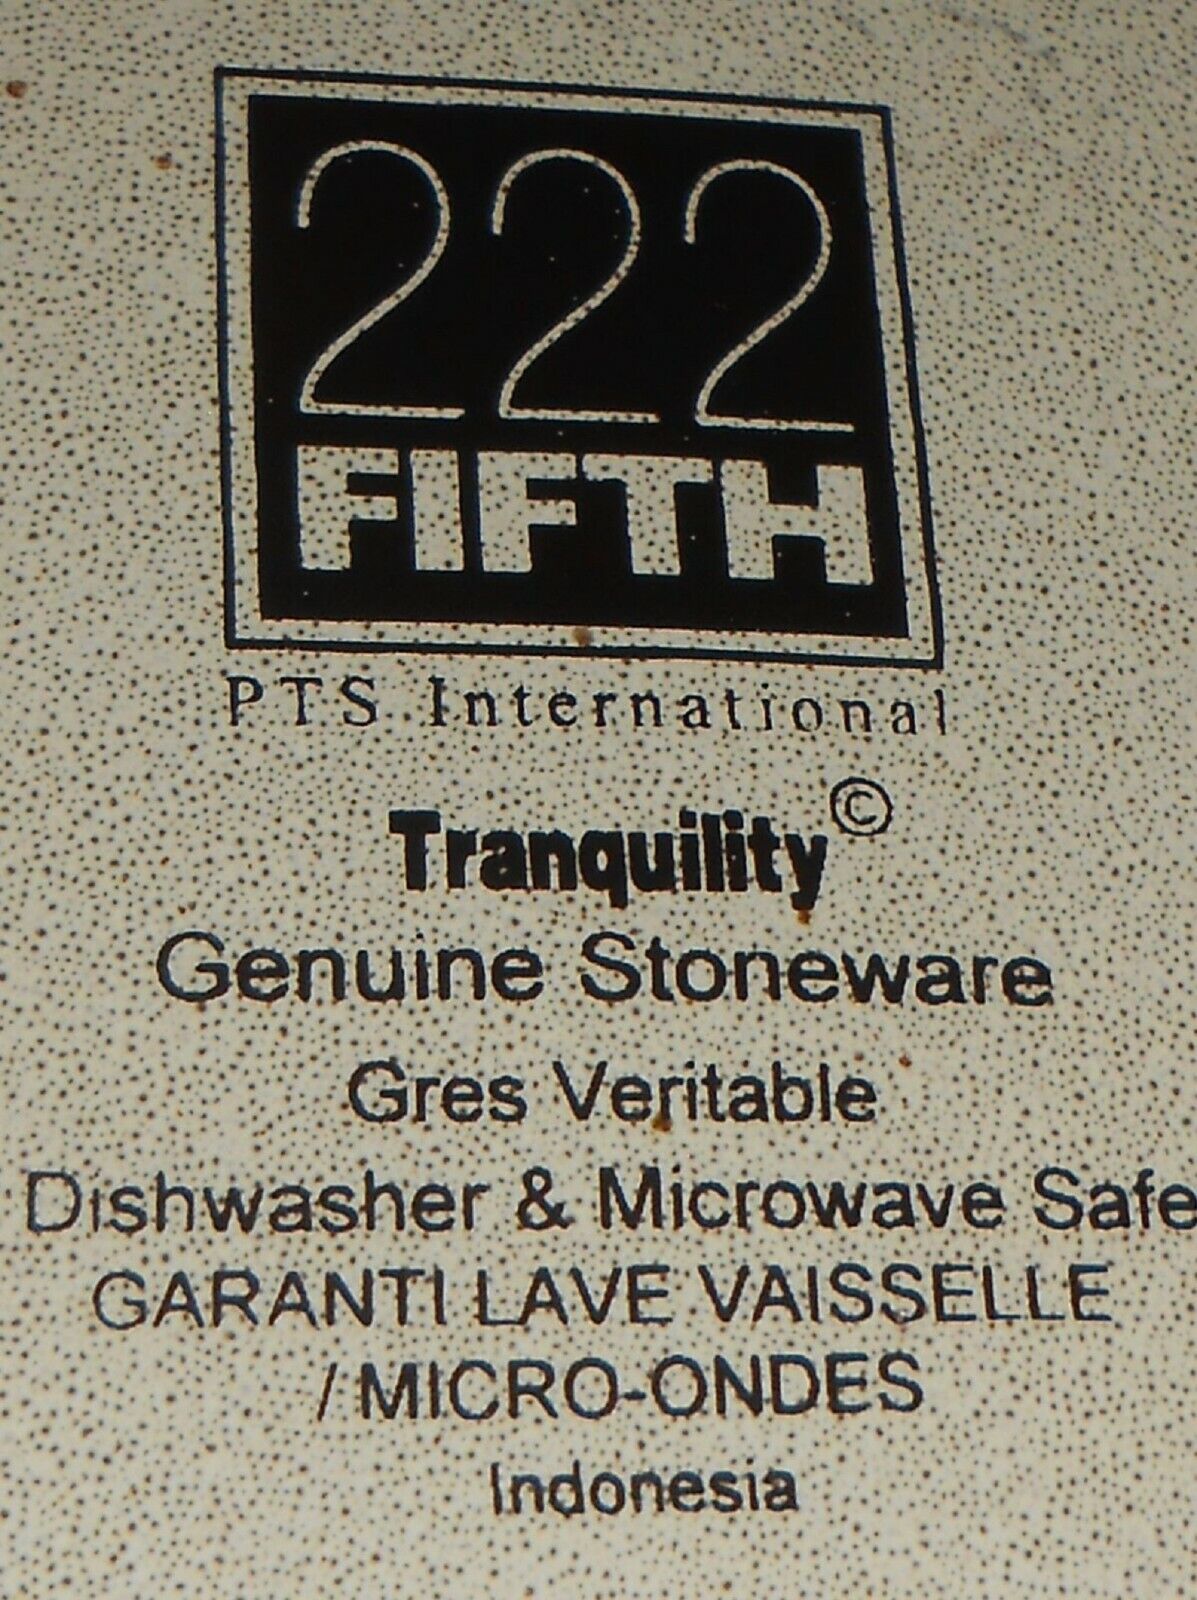 222
FIFTH
PTS International
Tranquility©
Genuine Stoneware
Gres Veritable
Dishwasher & Microwave Safe
GARANTI LAVE VAISSELLE
/ MICRO-ONDES
Indonesia